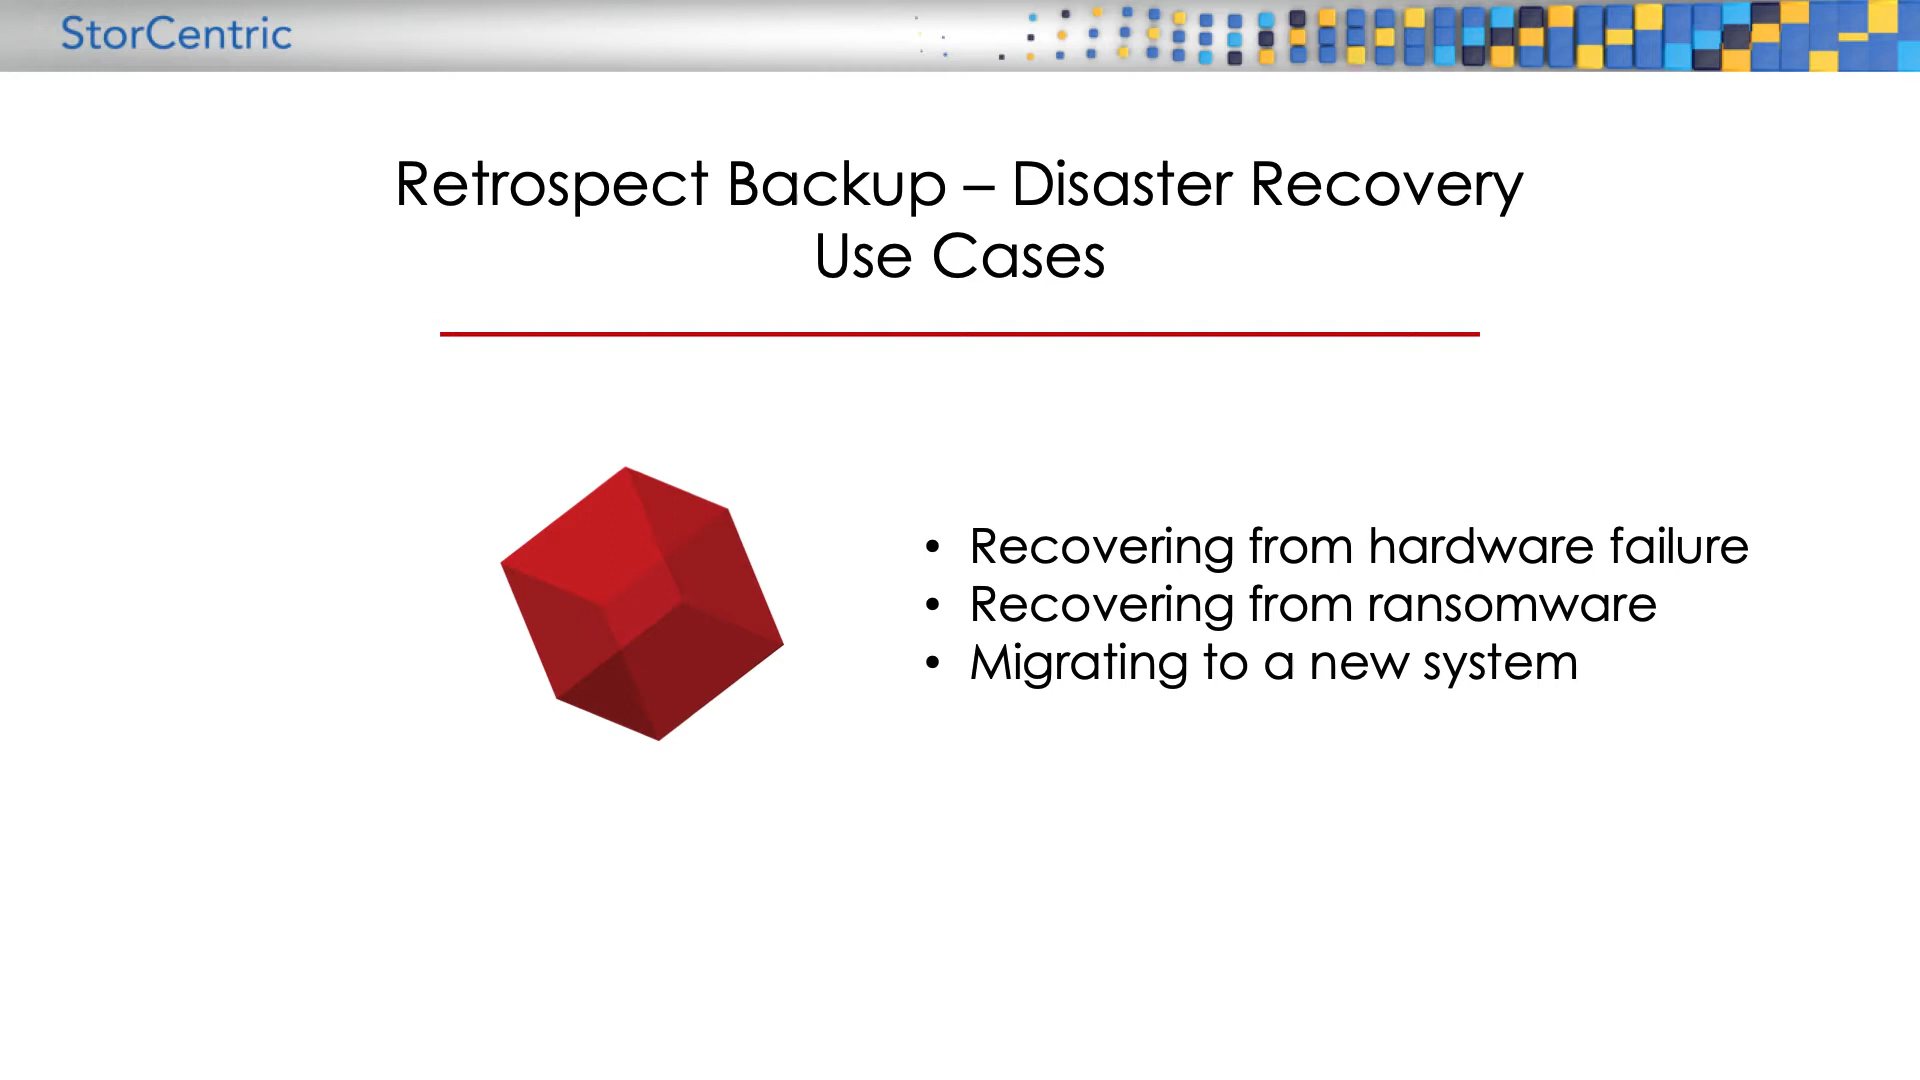 StorCentric
Retrospect Backup – Disaster Recovery
Use Cases
• Recovering from hardware failure
• Recovering from ransomware
• Migrating to a new system